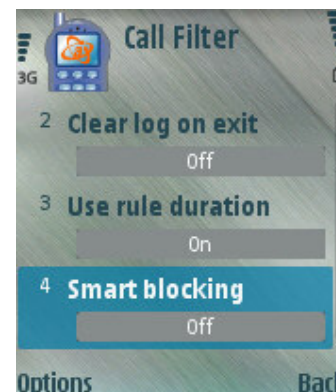 Call Filter
3G
2 Clear log on exit
Off
3 Use rule duration
On
4 Smart blocking
Off
Options